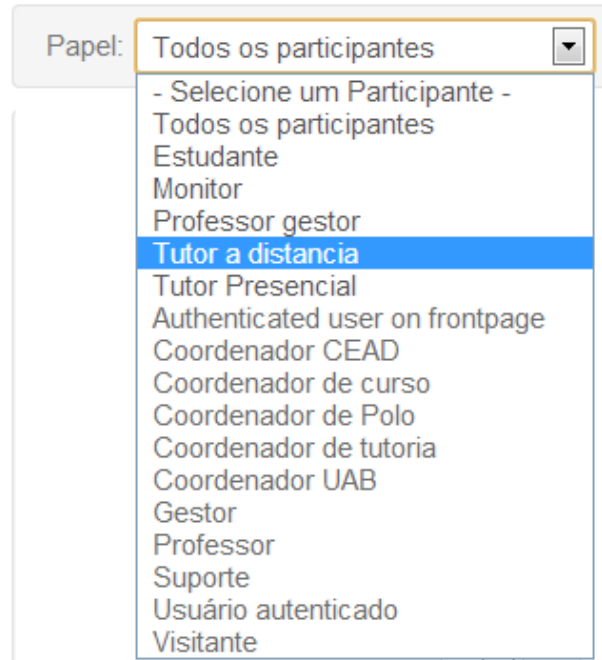 Papel: Todos os participantes
- Selecione um Participante -
Todos os participantes
Estudante
Monitor
Professor gestor
Tutor a distancia
Tutor Presencial
Authenticated user on frontpage
Coordenador CEAD
Coordenador de curso
Coordenador de Polo
Coordenador de tutoria
Coordenador UAB
Gestor
Professor
Suporte
Usuário autenticado
Visitante